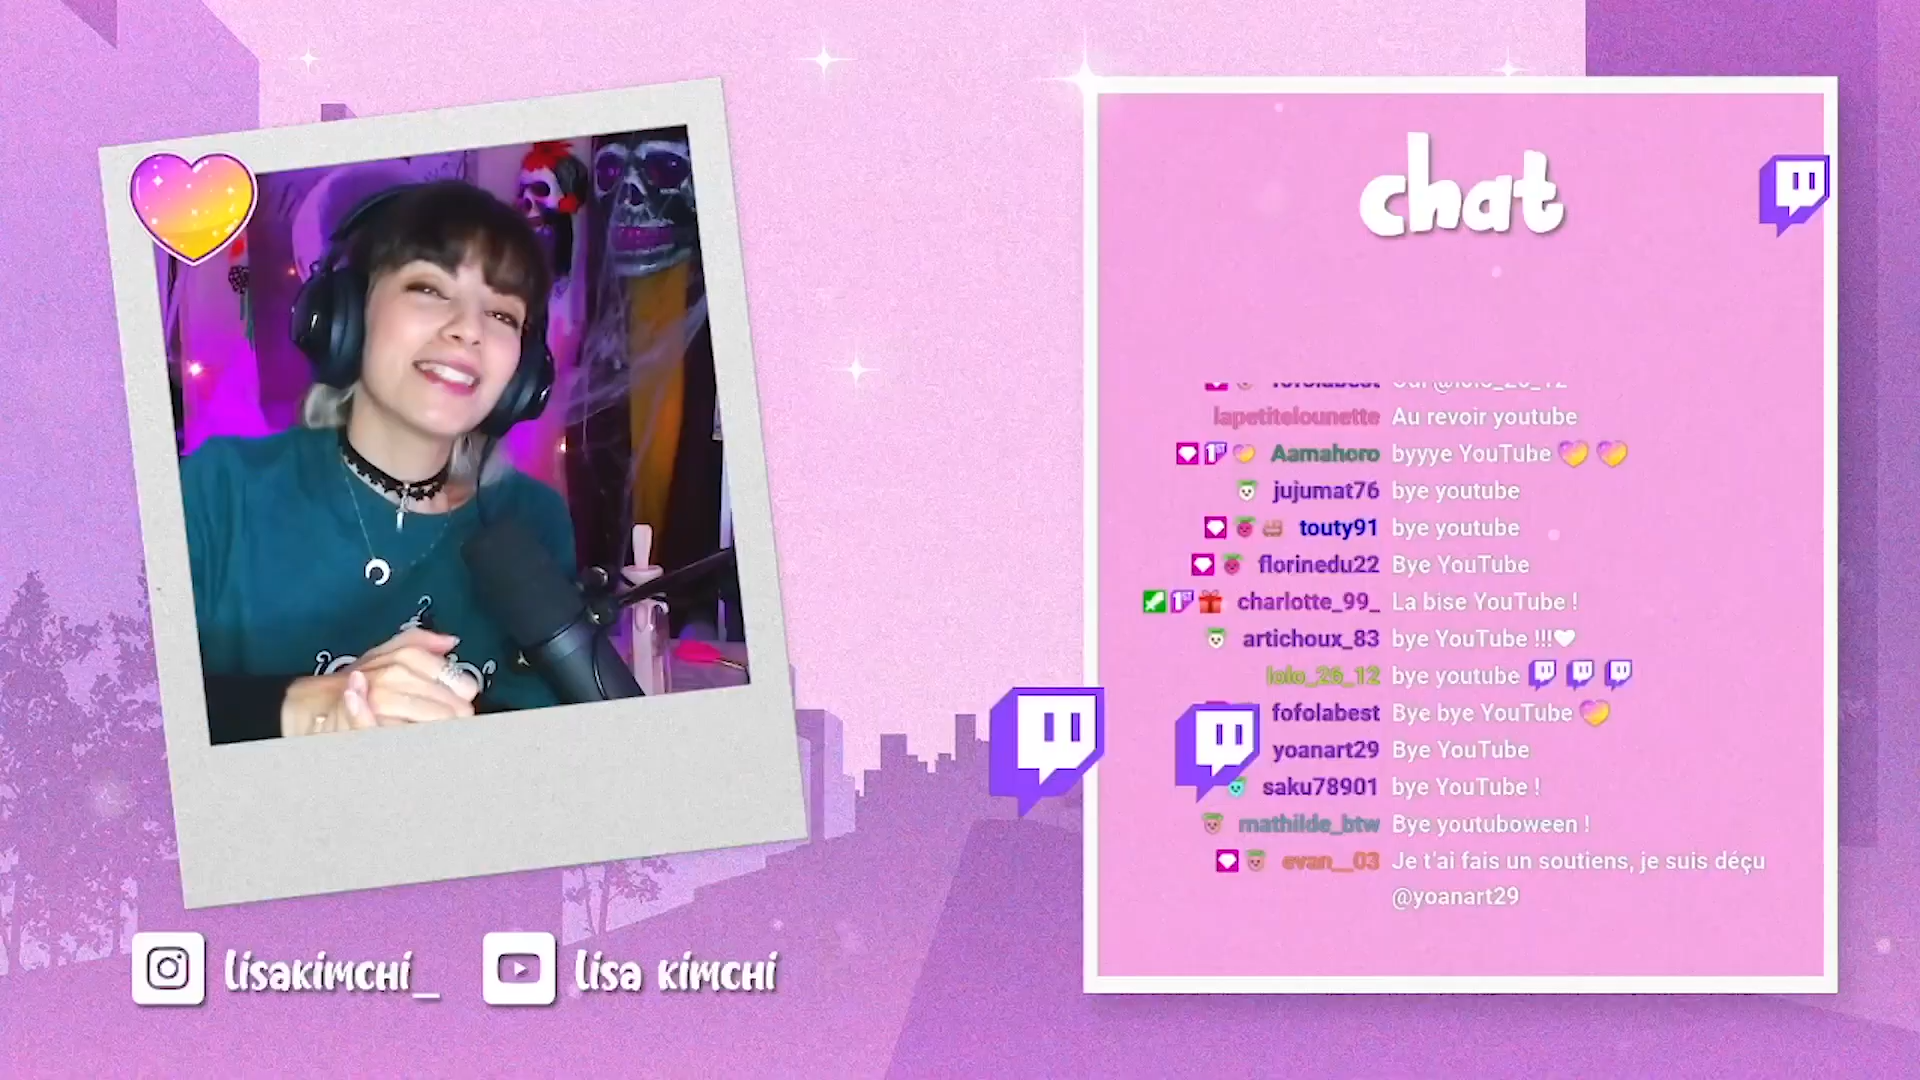 chat
lapetitelounette Au revoir youtube
Aamahoro byyye YouTube
jujumat76 bye youtube
touty91 bye youtube
florinedu22 Bye YouTube
charlotte_99_ La bise YouTube !
artichoux_83 bye YouTube !!!
lolo_26_12 bye youtube
fofolabest Bye bye YouTube
yoanart29 Bye YouTube
saku78901 bye YouTube !
mathilde_btw Bye youtuboween !
evan__03 Je t'ai fais un soutiens, je suis déçu
@yoanart29
lisakimchi_ lisa kimchi